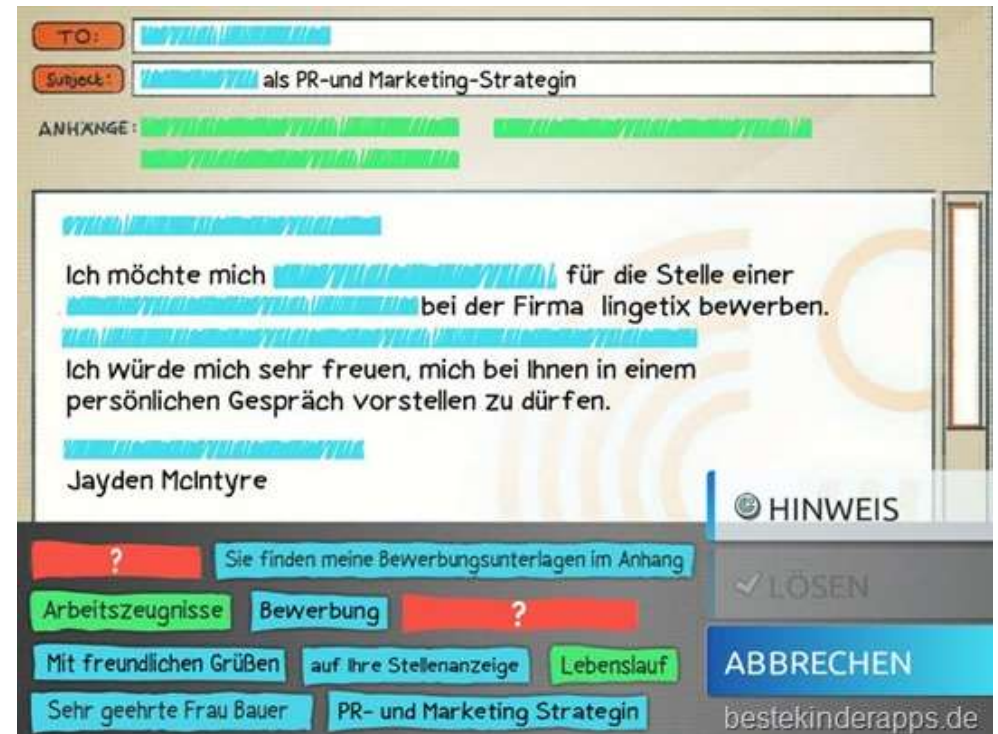 TO:
Subject: als PR-und Marketing-Strategin
ANHÄNGE:
Ich möchte mich für die Stelle einer
bei der Firma lingetix bewerben.
Ich würde mich sehr freuen, mich bei Ihnen in einem
persönlichen Gespräch vorstellen zu dürfen.
Jayden McIntyre
HINWEIS
? Sie finden meine Bewerbungsunterlagen im Anhang
LÖSEN
Arbeitszeugnisse Bewerbung ?
Mit freundlichen Grüßen auf Ihre Stellenanzeige Lebenslauf ABBRECHEN
Sehr geehrte Frau Bauer PR- und Marketing Strategin bestekinderapps.de